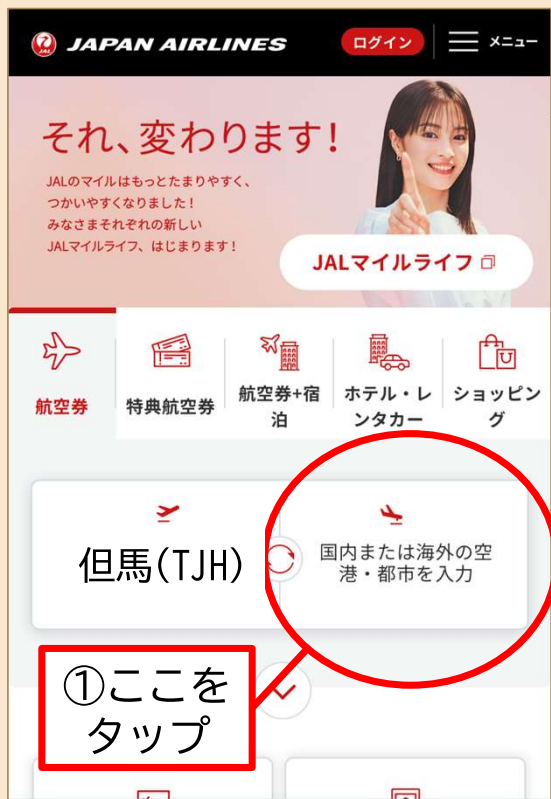 JAPAN AIRLINES
ログイン
メニュー
それ、変わります!
JALのマイルはもっとたまりやすく、
つかいやすくなりました!
みなさまそれぞれの新しい
JALマイルライフ、はじまります!
JALマイルライフ
航空券
特典航空券
航空券+宿
泊
ホテル・レ
ンタカー
ショッピン
グ
但馬(TJH)
国内または海外の空
港・都市を入力
①ここを
タップ